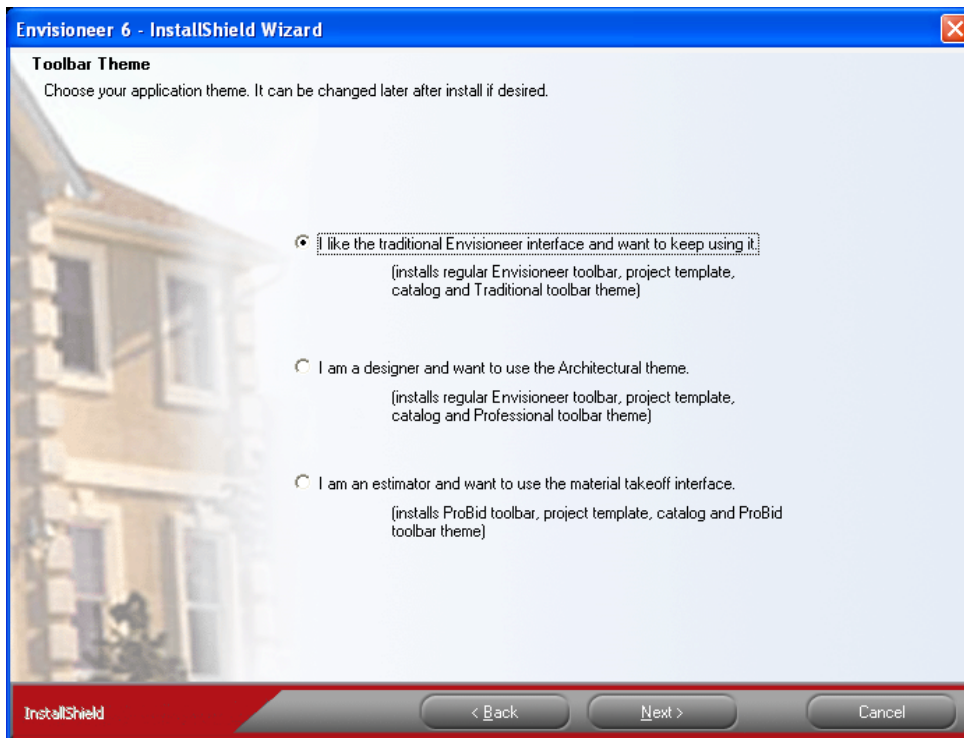 Envisioneer 6 - InstallShield Wizard
Toolbar Theme
Choose your application theme. It can be changed later after install if desired.
I like the traditional Envisioneer interface and want to keep using it.
(installs regular Envisioneer toolbar, project template,
catalog and Traditional toolbar theme)
I am a designer and want to use the Architectural theme.
(installs regular Envisioneer toolbar, project template,
catalog and Professional toolbar theme)
I am an estimator and want to use the material takeoff interface.
(installs ProBid toolbar, project template, catalog and ProBid
toolbar theme)
InstallShield
< Back
Next >
Cancel